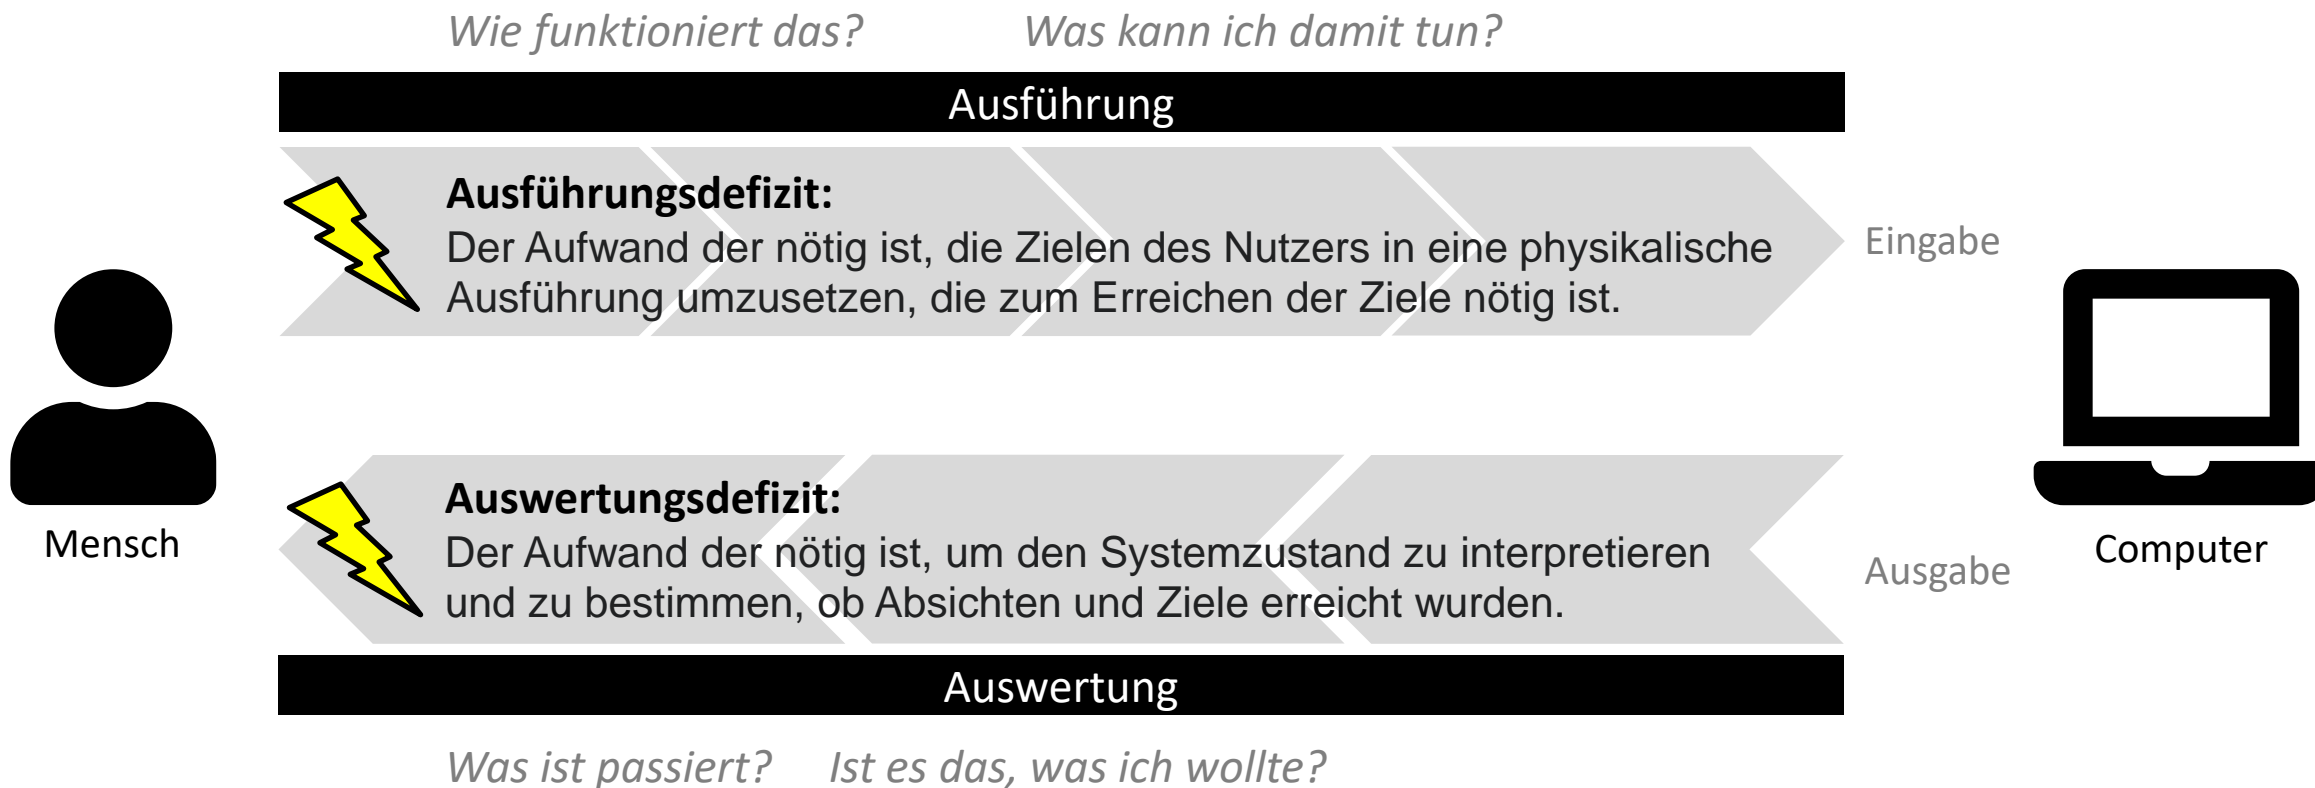 Wie funktioniert das? Was kann ich damit tun?
Ausführung
Ausführungsdefizit:
Der Aufwand der nötig ist, die Zielen des Nutzers in eine physikalische
Ausführung umzusetzen, die zum Erreichen der Ziele nötig ist.
Eingabe
Mensch
Computer
Auswertungsdefizit:
Der Aufwand der nötig ist, um den Systemzustand zu interpretieren
und zu bestimmen, ob Absichten und Ziele erreicht wurden.
Ausgabe
Auswertung
Was ist passiert? Ist es das, was ich wollte?